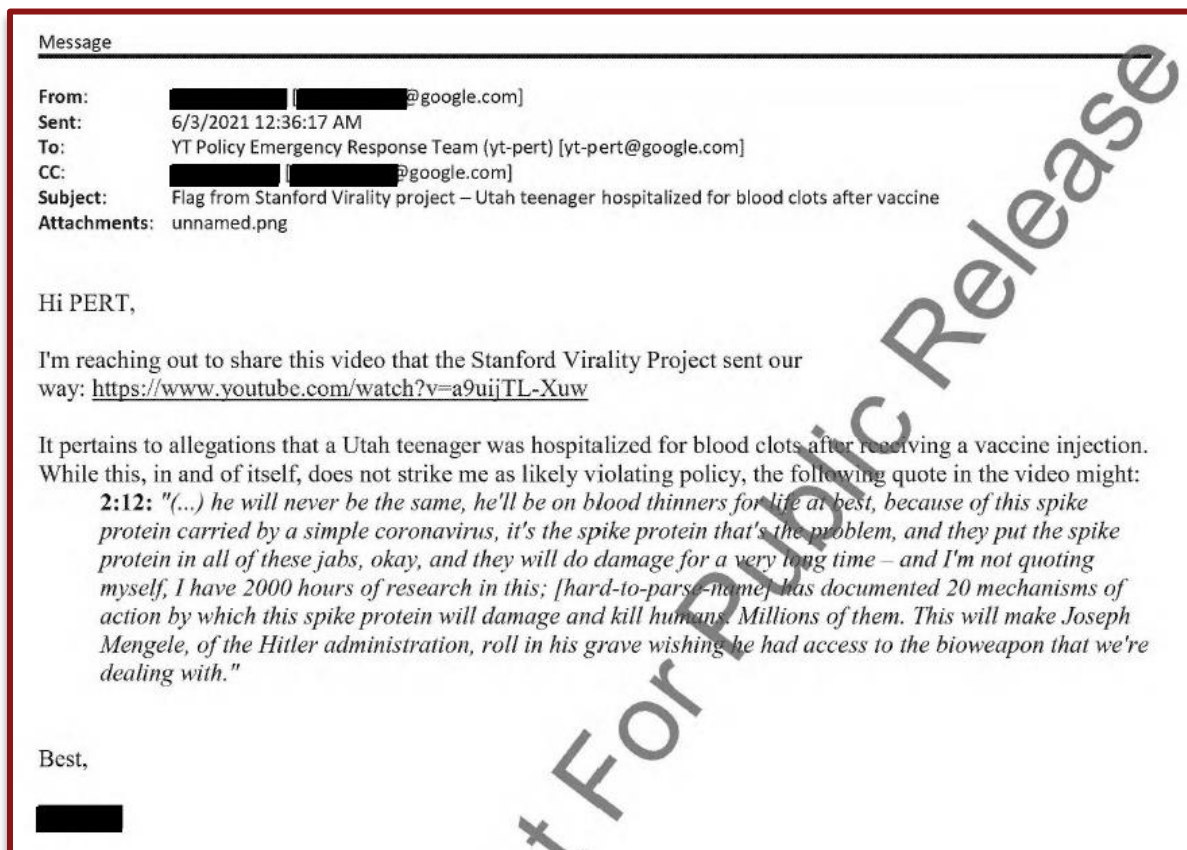 Message
From: [ @google.com]
Sent: 6/3/2021 12:36:17 AM
To: YT Policy Emergency Response Team (yt-pert) [yt-pert@google.com]
CC: [ @google.com]
Subject: Flag from Stanford Virality project – Utah teenager hospitalized for blood clots after vaccine
Attachments: unnamed.png
Hi PERT,
I'm reaching out to share this video that the Stanford Virality Project sent our
way: https://www.youtube.com/watch?v=a9uijTL-Xuw
It pertains to allegations that a Utah teenager was hospitalized for blood clots after receiving a vaccine injection.
While this, in and of itself, does not strike me as likely violating policy, the following quote in the video might:
2:12: "(...) he will never be the same, he'll be on blood thinners for life at best, because of this spike
protein carried by a simple coronavirus, it's the spike protein that's the problem, and they put the spike
protein in all of these jabs, okay, and they will do damage for a very long time – and I'm not quoting
myself, I have 2000 hours of research in this; [hard-to-parse-name] has documented 20 mechanisms of
action by which this spike protein will damage and kill humans. Millions of them. This will make Joseph
Mengele, of the Hitler administration, roll in his grave wishing he had access to the bioweapon that we're
dealing with."
Best,
t For Public Release